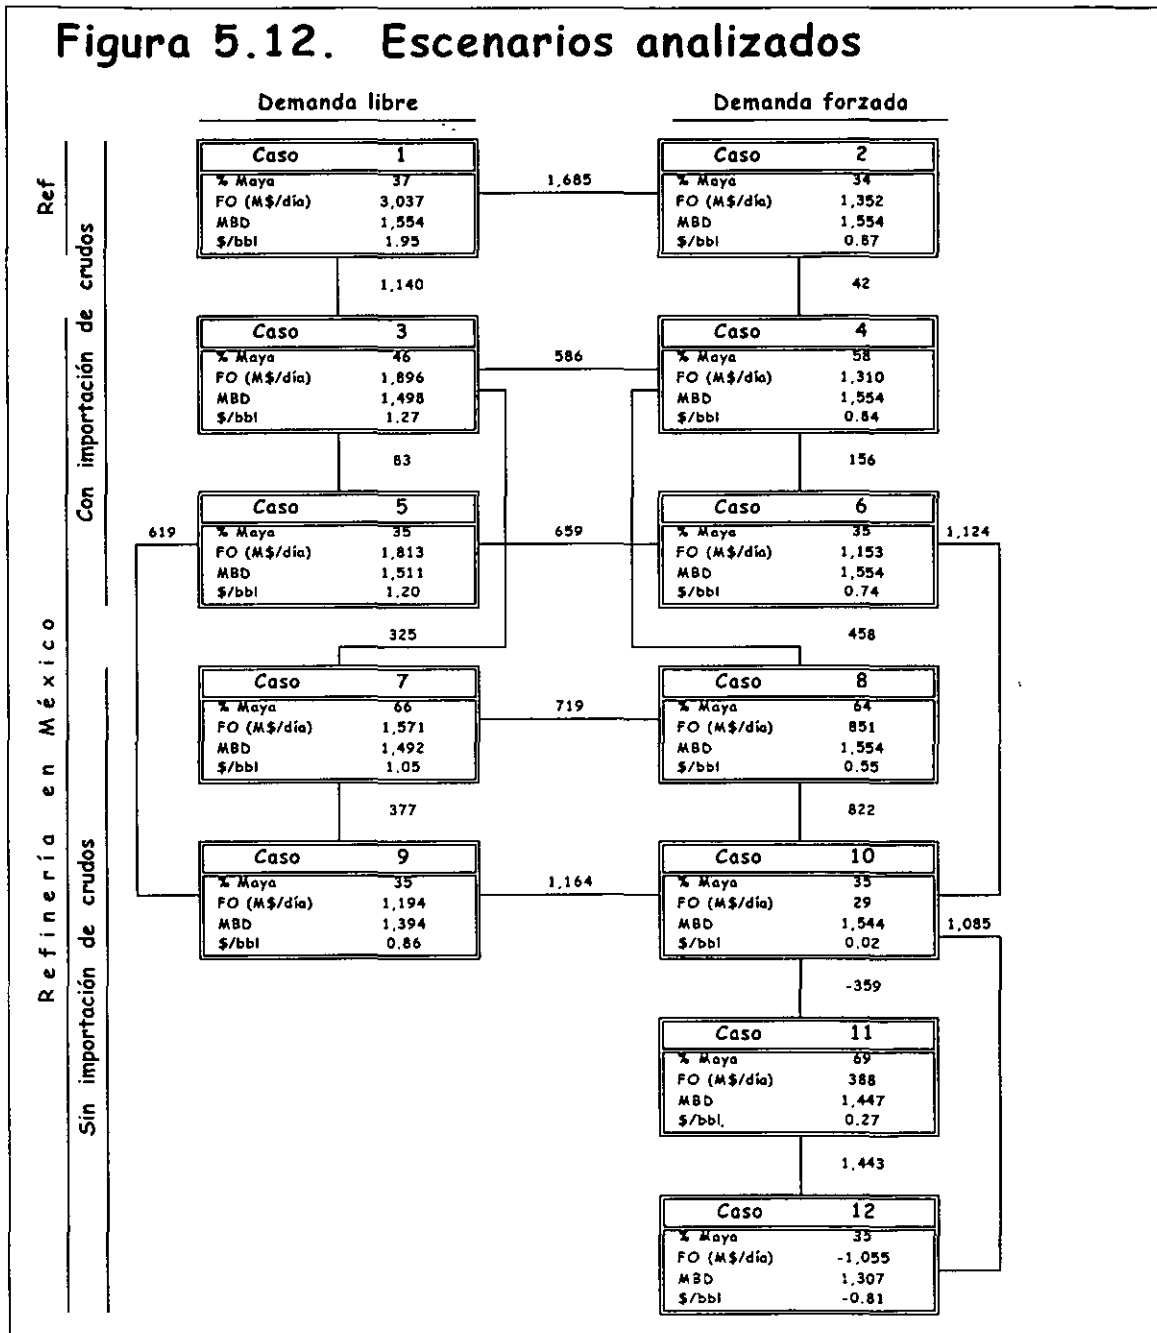 Figura 5.12. Escenarios analizados
Demanda libre
Demanda forzada
Ref
Con importación de crudos
Refinería en México
Sin importación de crudos
Caso 1
% Maya 37
FO (M$/día) 3,037
MBD 1,554
$/bbl 1.95
1,685
Caso 2
% Maya 34
FO (M$/día) 1,352
MBD 1,554
$/bbl 0.87
1,140
42
Caso 3
% Maya 46
FO (M$/día) 1,896
MBD 1,498
$/bbl 1.27
586
Caso 4
% Maya 58
FO (M$/día) 1,310
MBD 1,554
$/bbl 0.84
83
156
619
Caso 5
% Maya 35
FO (M$/día) 1,813
MBD 1,511
$/bbl 1.20
659
Caso 6
% Maya 35
FO (M$/día) 1,153
MBD 1,554
$/bbl 0.74
1,124
325
458
Caso 7
% Maya 66
FO (M$/día) 1,571
MBD 1,492
$/bbl 1.05
719
Caso 8
% Maya 64
FO (M$/día) 851
MBD 1,554
$/bbl 0.55
377
822
Caso 9
% Maya 35
FO (M$/día) 1,194
MBD 1,394
$/bbl 0.86
1,164
Caso 10
% Maya 35
FO (M$/día) 29
MBD 1,544
$/bbl 0.02
1,085
-359
Caso 11
% Maya 69
FO (M$/día) 388
MBD 1,447
$/bbl. 0.27
1,443
Caso 12
% Maya 35
FO (M$/día) -1,055
MBD 1,307
$/bbl -0.81